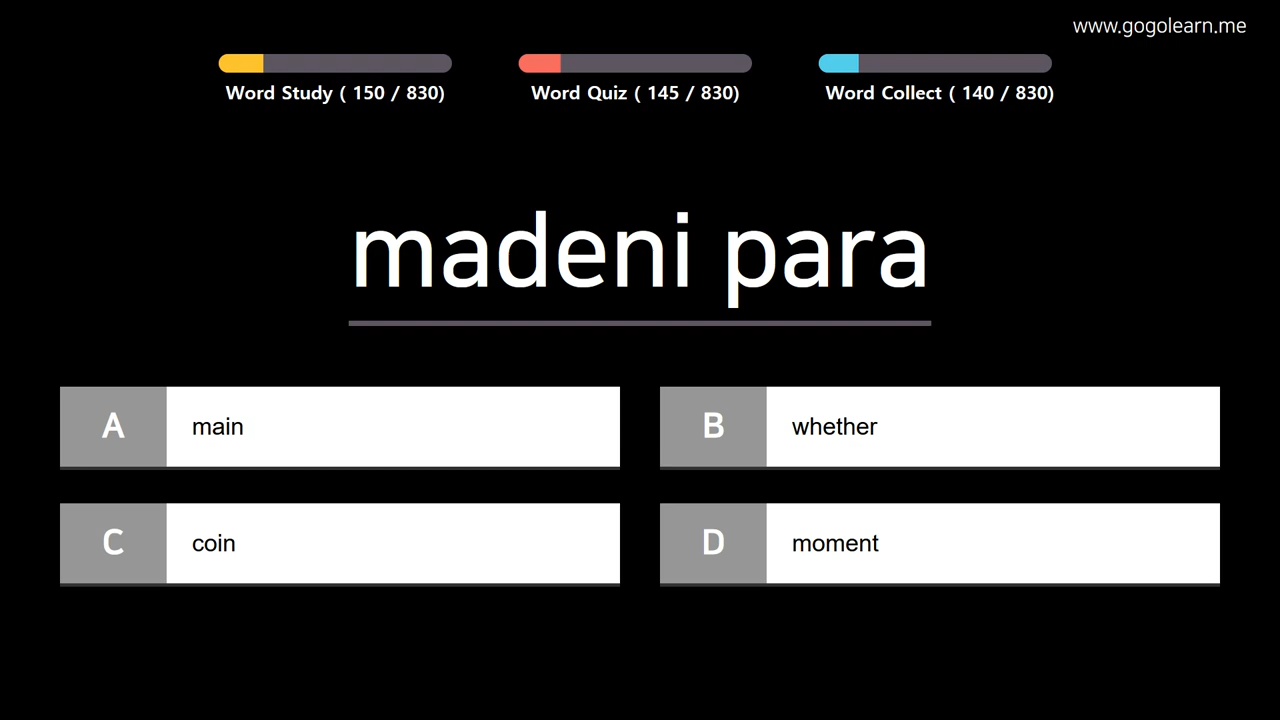 www.gogolearn.me
Word Study ( 150 / 830)
Word Quiz ( 145 / 830)
Word Collect ( 140 / 830)
madeni para
A main
B whether
C coin
D moment